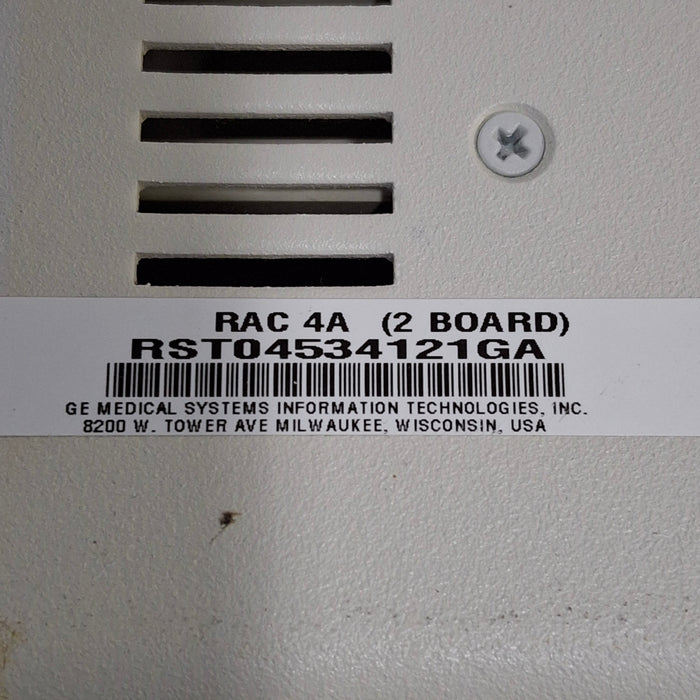 RAC 4A (2 BOARD)
RST04534121GA
GE MEDICAL SYSTEMS INFORMATION TECHNOLOGIES, INC.
8200 W. TOWER AVE MILWAUKEE, WISCONSIN, USA